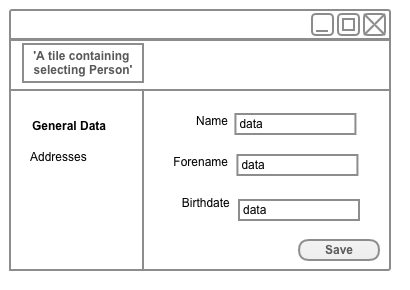 'A tile containing
selecting Person'
General Data
Addresses
Name data
Forename data
Birthdate data
Save